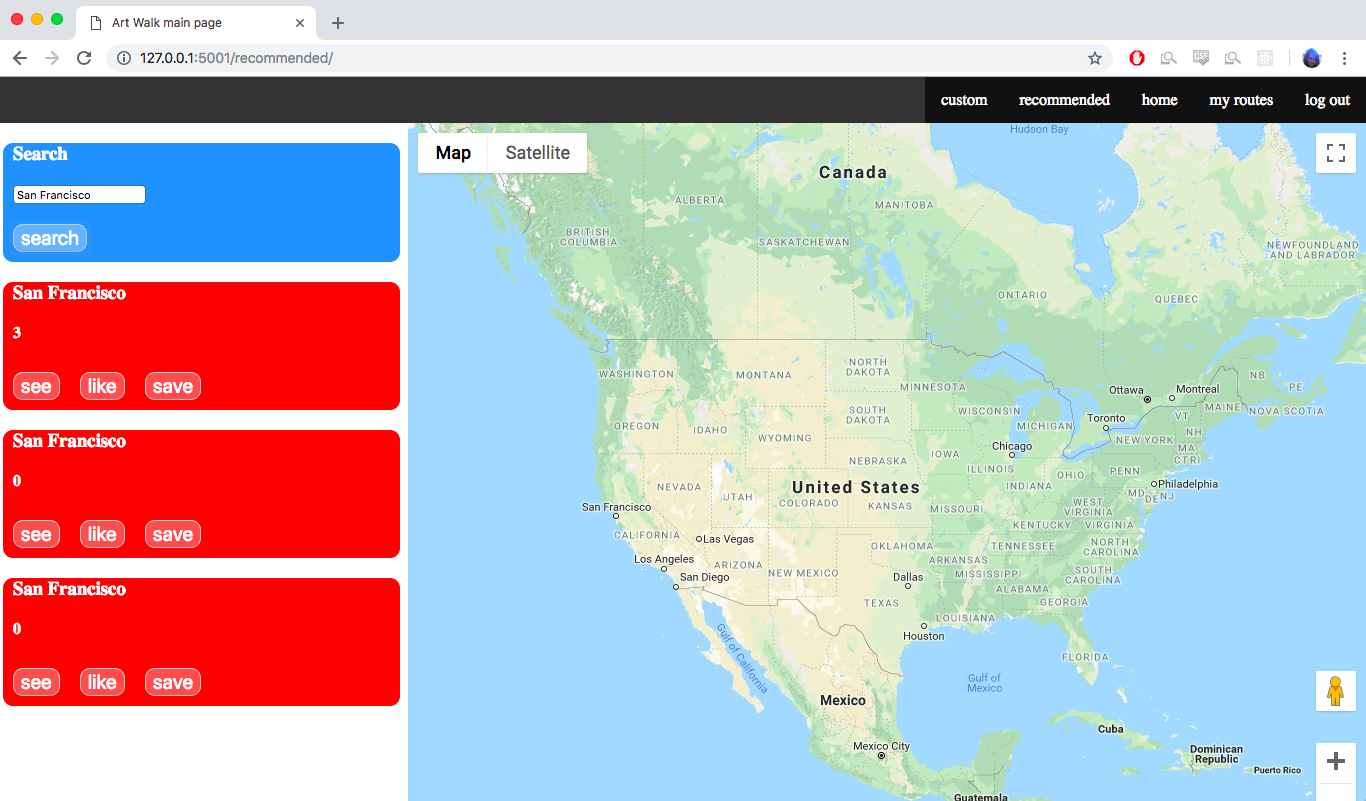 Art Walk main page
127.0.0.1:5001/recommended/
CSS
custom recommended home my routes log out
Search
San Francisco
search
San Francisco
3
see like save
San Francisco
0
see like save
San Francisco
0
see like save
Map Satellite
Hudson Bay
Canada
ALBERTA
MANITOBA
BRITISH
COLUMBIA
SASKATCHEWAN
NEWFOUNDLAND
AND LABRADOR
ONTARIO
QUEBEC
WASHINGTON
MONTANA
NORTH
DAKOTA
MINNESOTA
Ottawa
Montreal
NB
PE
MAINE
NOVA SCOTIA
OREGON
IDAHO
SOUTH
DAKOTA
WISCONSIN
MICHIGAN
Toronto
VT
NH
WYOMING
NEW YORK
MA
CT RI
Chicago
IOWA
NEBRASKA
ILLINOIS
INDIANA
OHIO
PENN
NEVADA
UTAH
United States
COLORADO
KANSAS
MISSOURI
WEST
VIRGINIA
MD
DE
NJ
Philadelphia
San Francisco
CALIFORNIA
KENTUCKY
VIRGINIA
Las Vegas
OKLAHOMA
TENNESSEE
NORTH
CAROLINA
Los Angeles
ARIZONA
NEW MEXICO
ARKANSAS
MISSISSIPPI
SOUTH
CAROLINA
San Diego
Dallas
ALABAMA
GEORGIA
TEXAS
LOUISIANA
Houston
FLORIDA
Gulf of California
Gulf of
Mexico
Mexico
Cuba
Mexico City
Dominican
Republic
Puerto Rico
Guatemala